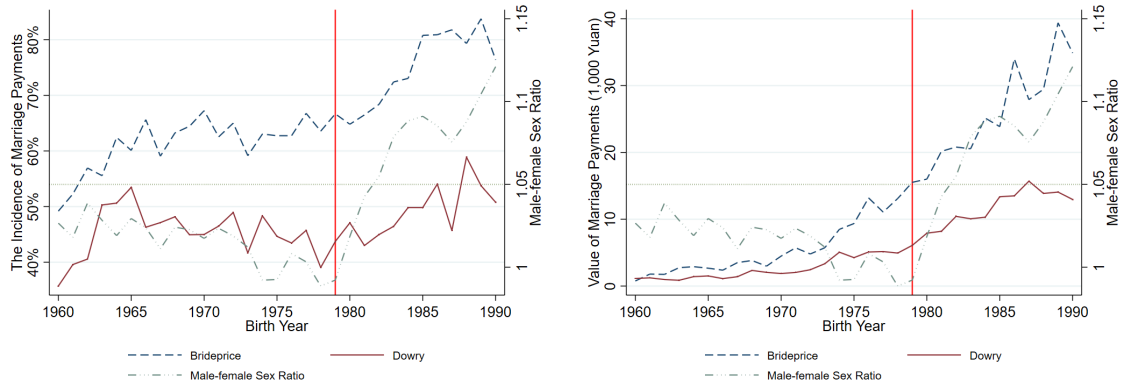 The Incidence of Marriage Payments
80%
70%
60%
50%
40%
1.15
1.1
1.05
1
Male-female Sex Ratio
1960 1965 1970 1975 1980 1985 1990
Birth Year
Brideprice Dowry
Male-female Sex Ratio
Value of Marriage Payments (1,000 Yuan)
40
30
20
10
0
1.15
1.1
1.05
1
Male-female Sex Ratio
1960 1965 1970 1975 1980 1985 1990
Birth Year
Brideprice Dowry
Male-female Sex Ratio